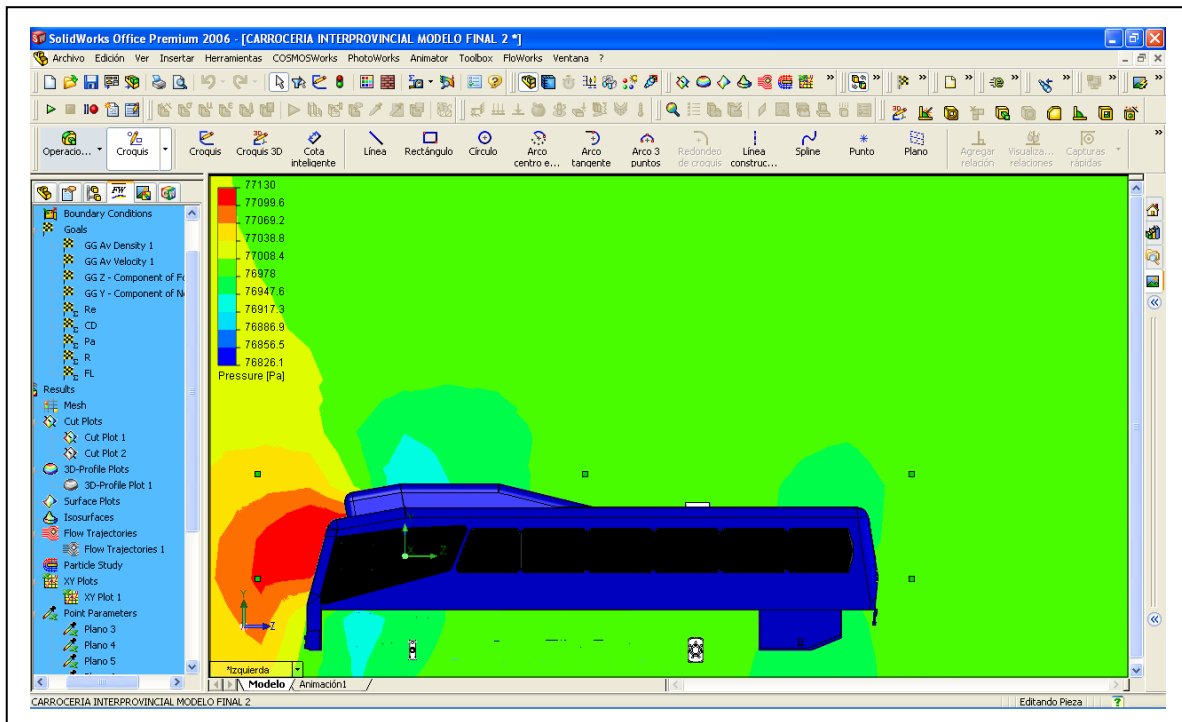 SolidWorks Office Premium 2006 - [CARROCERIA INTERPROVINCIAL MODELO FINAL 2 *]
Archivo Edición Ver Insertar Herramientas COSMOSWorks PhotoWorks Animator Toolbox FloWorks Ventana ?
Operacio... Croquis Croquis Croquis 3D Cota inteligente Línea Rectángulo Círculo Arco centro e... Arco tangente Arco 3 puntos Redondeo de croquis Línea construc... Spline Punto Plano Agregar relación Visualiza... relaciones Capturas rápidas
Boundary Conditions
Goals
GG Av Density 1
GG Av Velocity 1
GG Z - Component of Fo
GG Y - Component of No
Re
CD
Pa
R
FL
Results
Mesh
Cut Plots
Cut Plot 1
Cut Plot 2
3D-Profile Plots
3D-Profile Plot 1
Surface Plots
Isosurfaces
Flow Trajectories
Flow Trajectories 1
Particle Study
XY Plots
XY Plot 1
Point Parameters
Plano 3
Plano 4
Plano 5
77130
77099.6
77069.2
77038.8
77008.4
76978
76947.6
76917.3
76886.9
76856.5
76826.1
Pressure [Pa]
Y
X
Z
Y
Z
*Izquierda
Modelo Animación1
CARROCERIA INTERPROVINCIAL MODELO FINAL 2
Editando Pieza